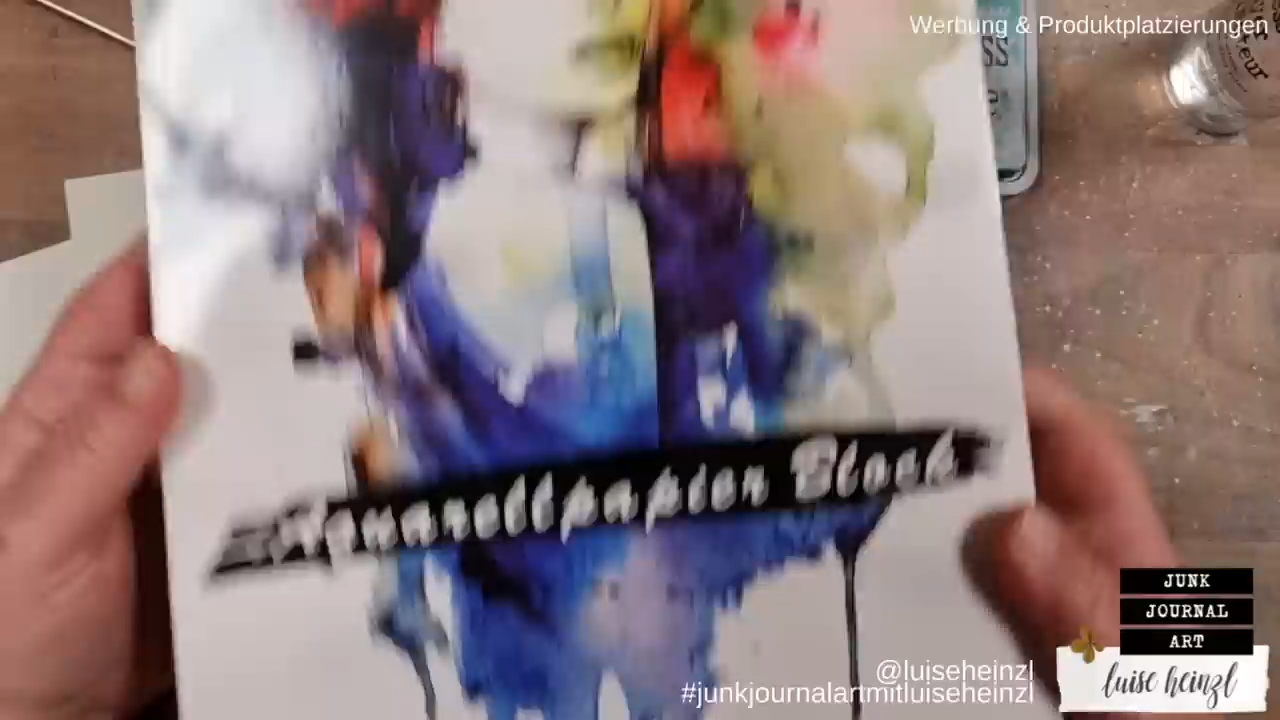 Werbung & Produktplatzierungen
Aquarellpapier Block
@luiseheinzl
#junkjournalartmitluiseheinzl
JUNK
JOURNAL
ART
luise heinzl